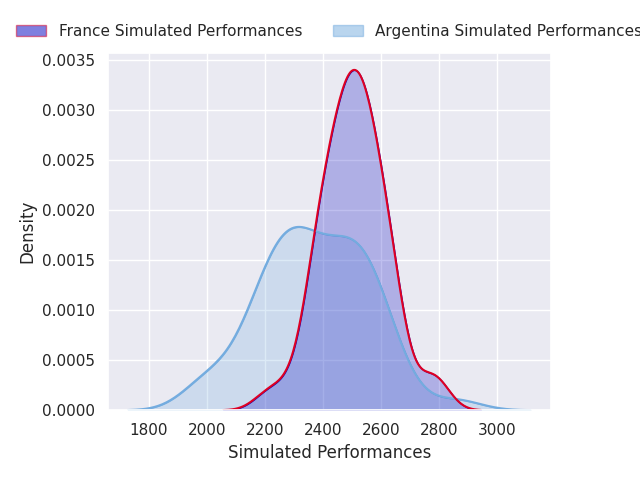 France Simulated Performances Argentina Simulated Performances
0.0035
0.0030
0.0025
0.0020
0.0015
0.0010
0.0005
0.0000
Density
1800 2000 2200 2400 2600 2800 3000
Simulated Performances